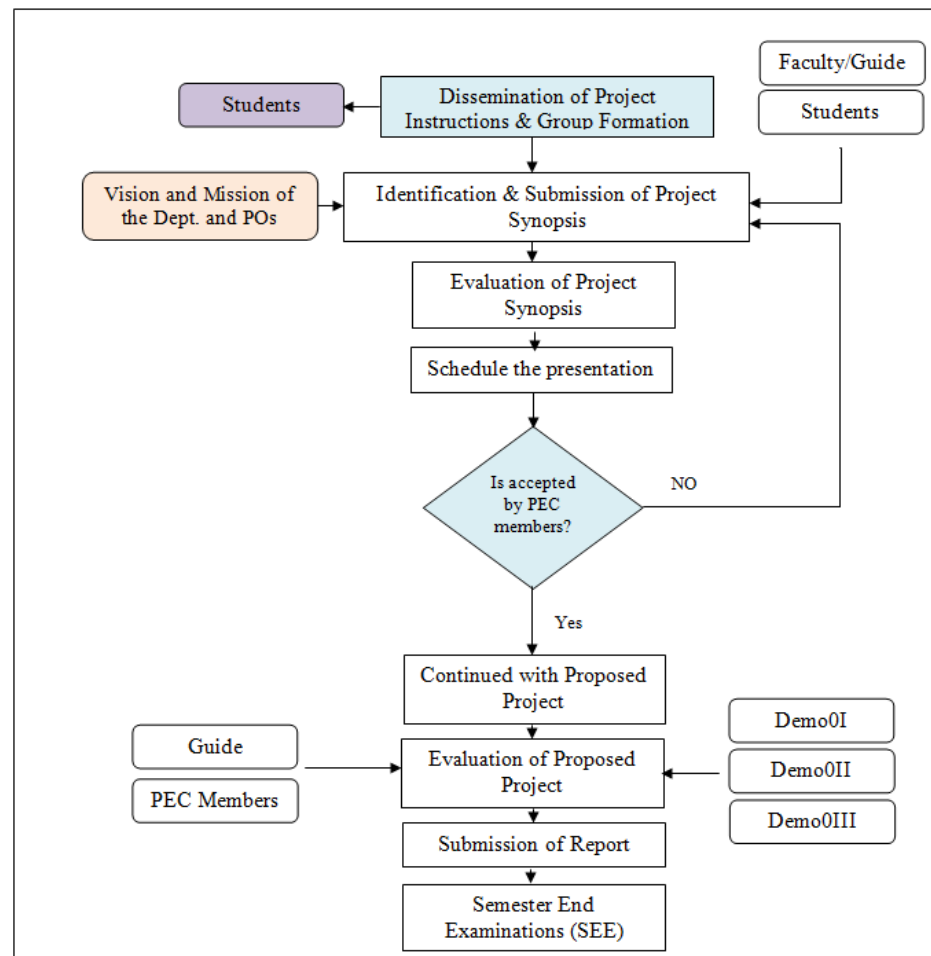 Faculty/Guide
Students
Students
Dissemination of Project
Instructions & Group Formation
Vision and Mission of
the Dept. and POs
Identification & Submission of Project
Synopsis
Evaluation of Project
Synopsis
Schedule the presentation
Is accepted
by PEC
members?
NO
Yes
Continued with Proposed
Project
Guide
PEC Members
Evaluation of Proposed
Project
Demo0I
Demo0II
Demo0III
Submission of Report
Semester End
Examinations (SEE)